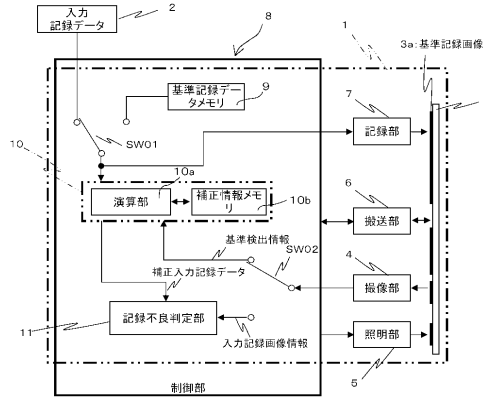 入力
記録データ
2
8
1
3a:基準記録画像
基準記録デー
タメモリ
9
7
記録部
SW01
10
10a
演算部
補正情報メモ
リ
10b
6
搬送部
基準検出情報
SW02
補正入力記録データ
4
撮像部
記録不良判定部
11
入力記録画像情報
照明部
5
制御部